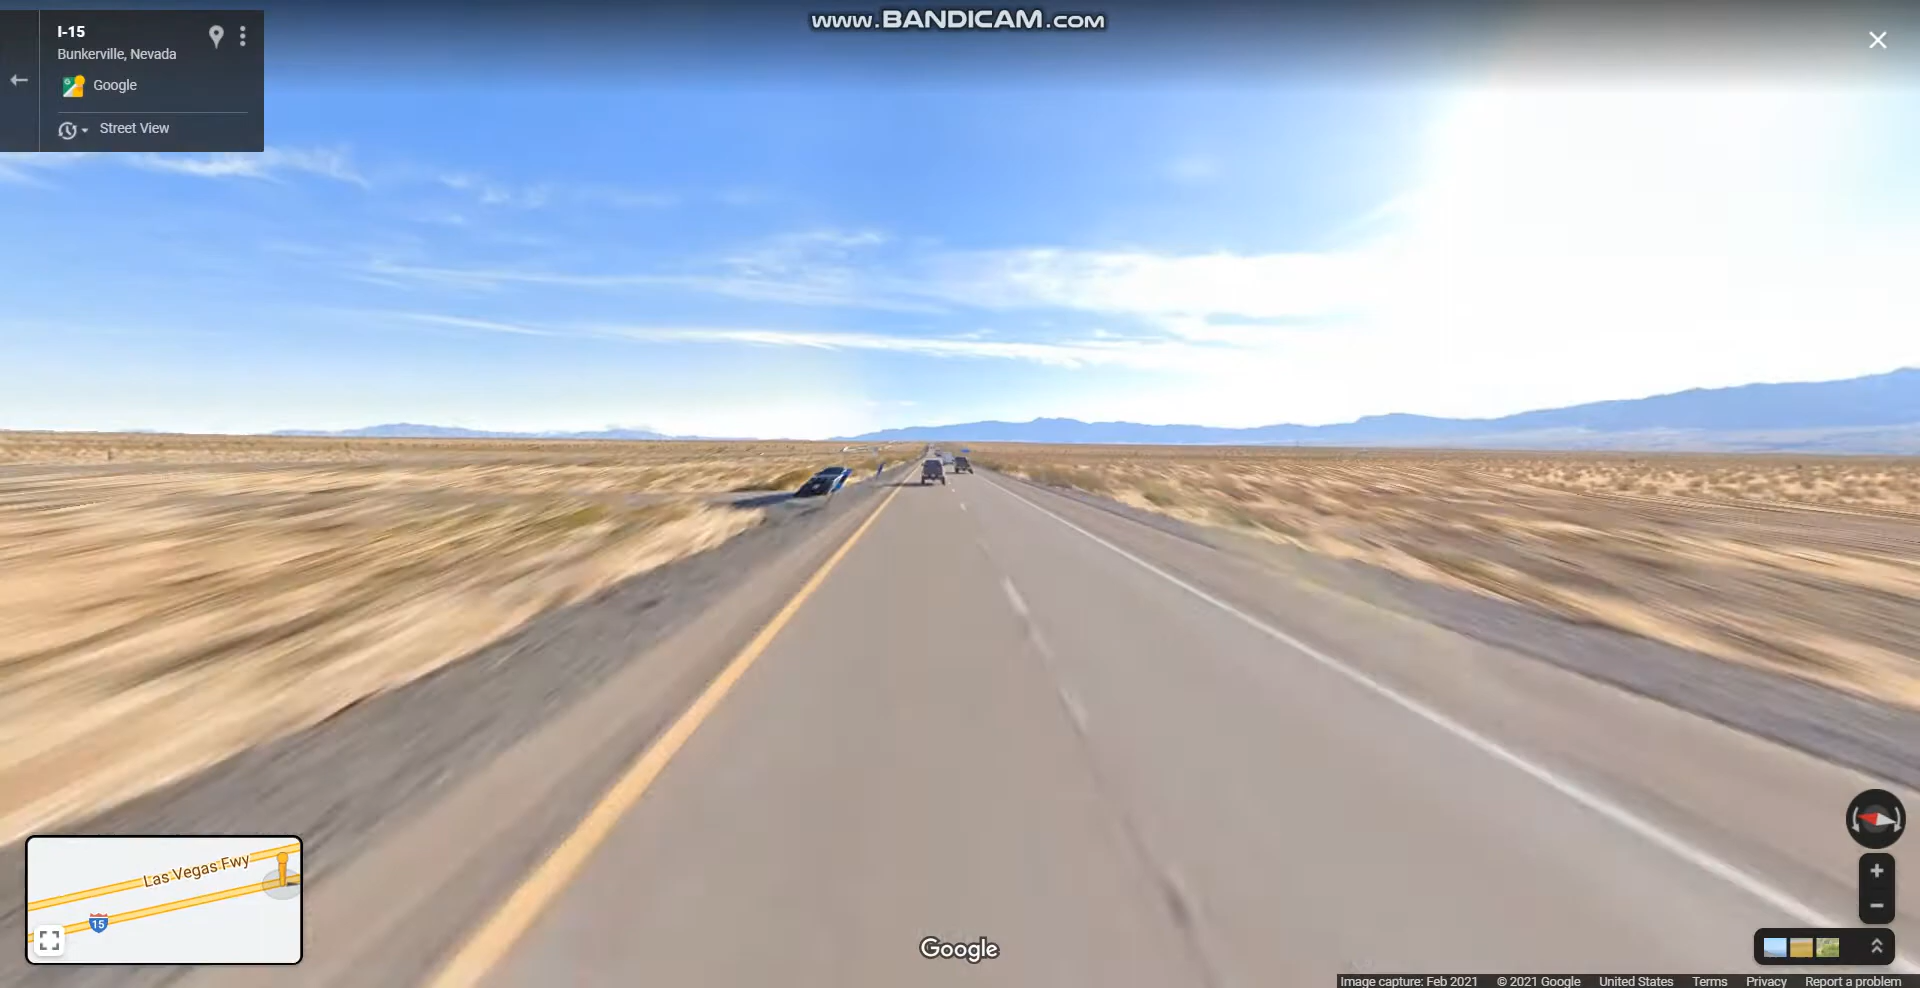 www.BANDICAM.com
I-15
Bunkerville, Nevada
Google
Street View
Las Vegas Fwy
15
Google
Image capture: Feb 2021 © 2021 Google United States Terms Privacy Report a problem